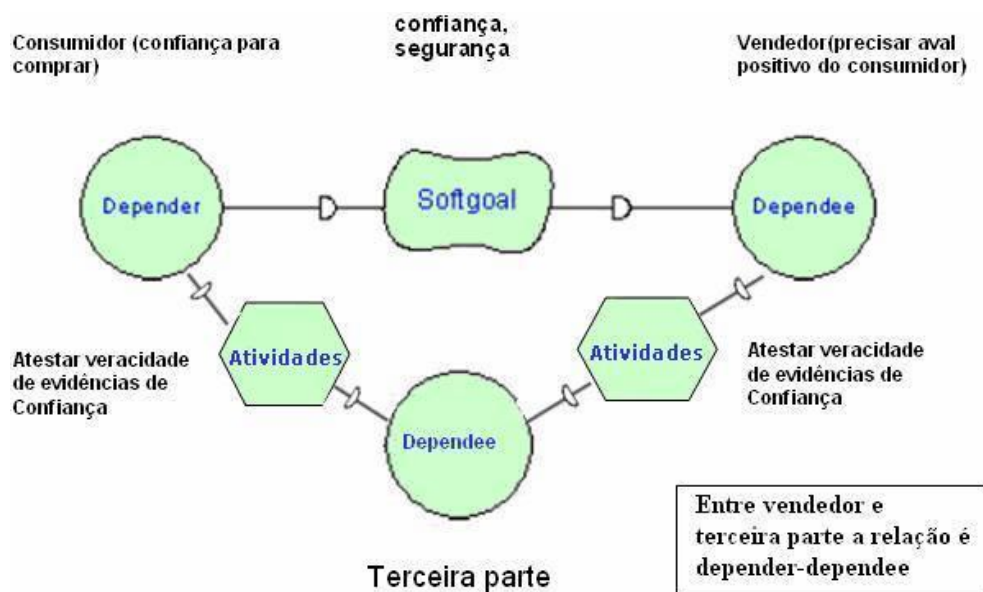 confiança,
segurança
Consumidor (confiança para
comprar)
Vendedor(precisar aval
positivo do consumidor)
Depender
Softgoal
Dependee
Atividades
Atividades
Atestar veracidade
de evidências de
Confiança
Atestar veracidade
de evidências de
Confiança
Dependee
Terceira parte
Entre vendedor e
terceira parte a relação é
depender-dependee